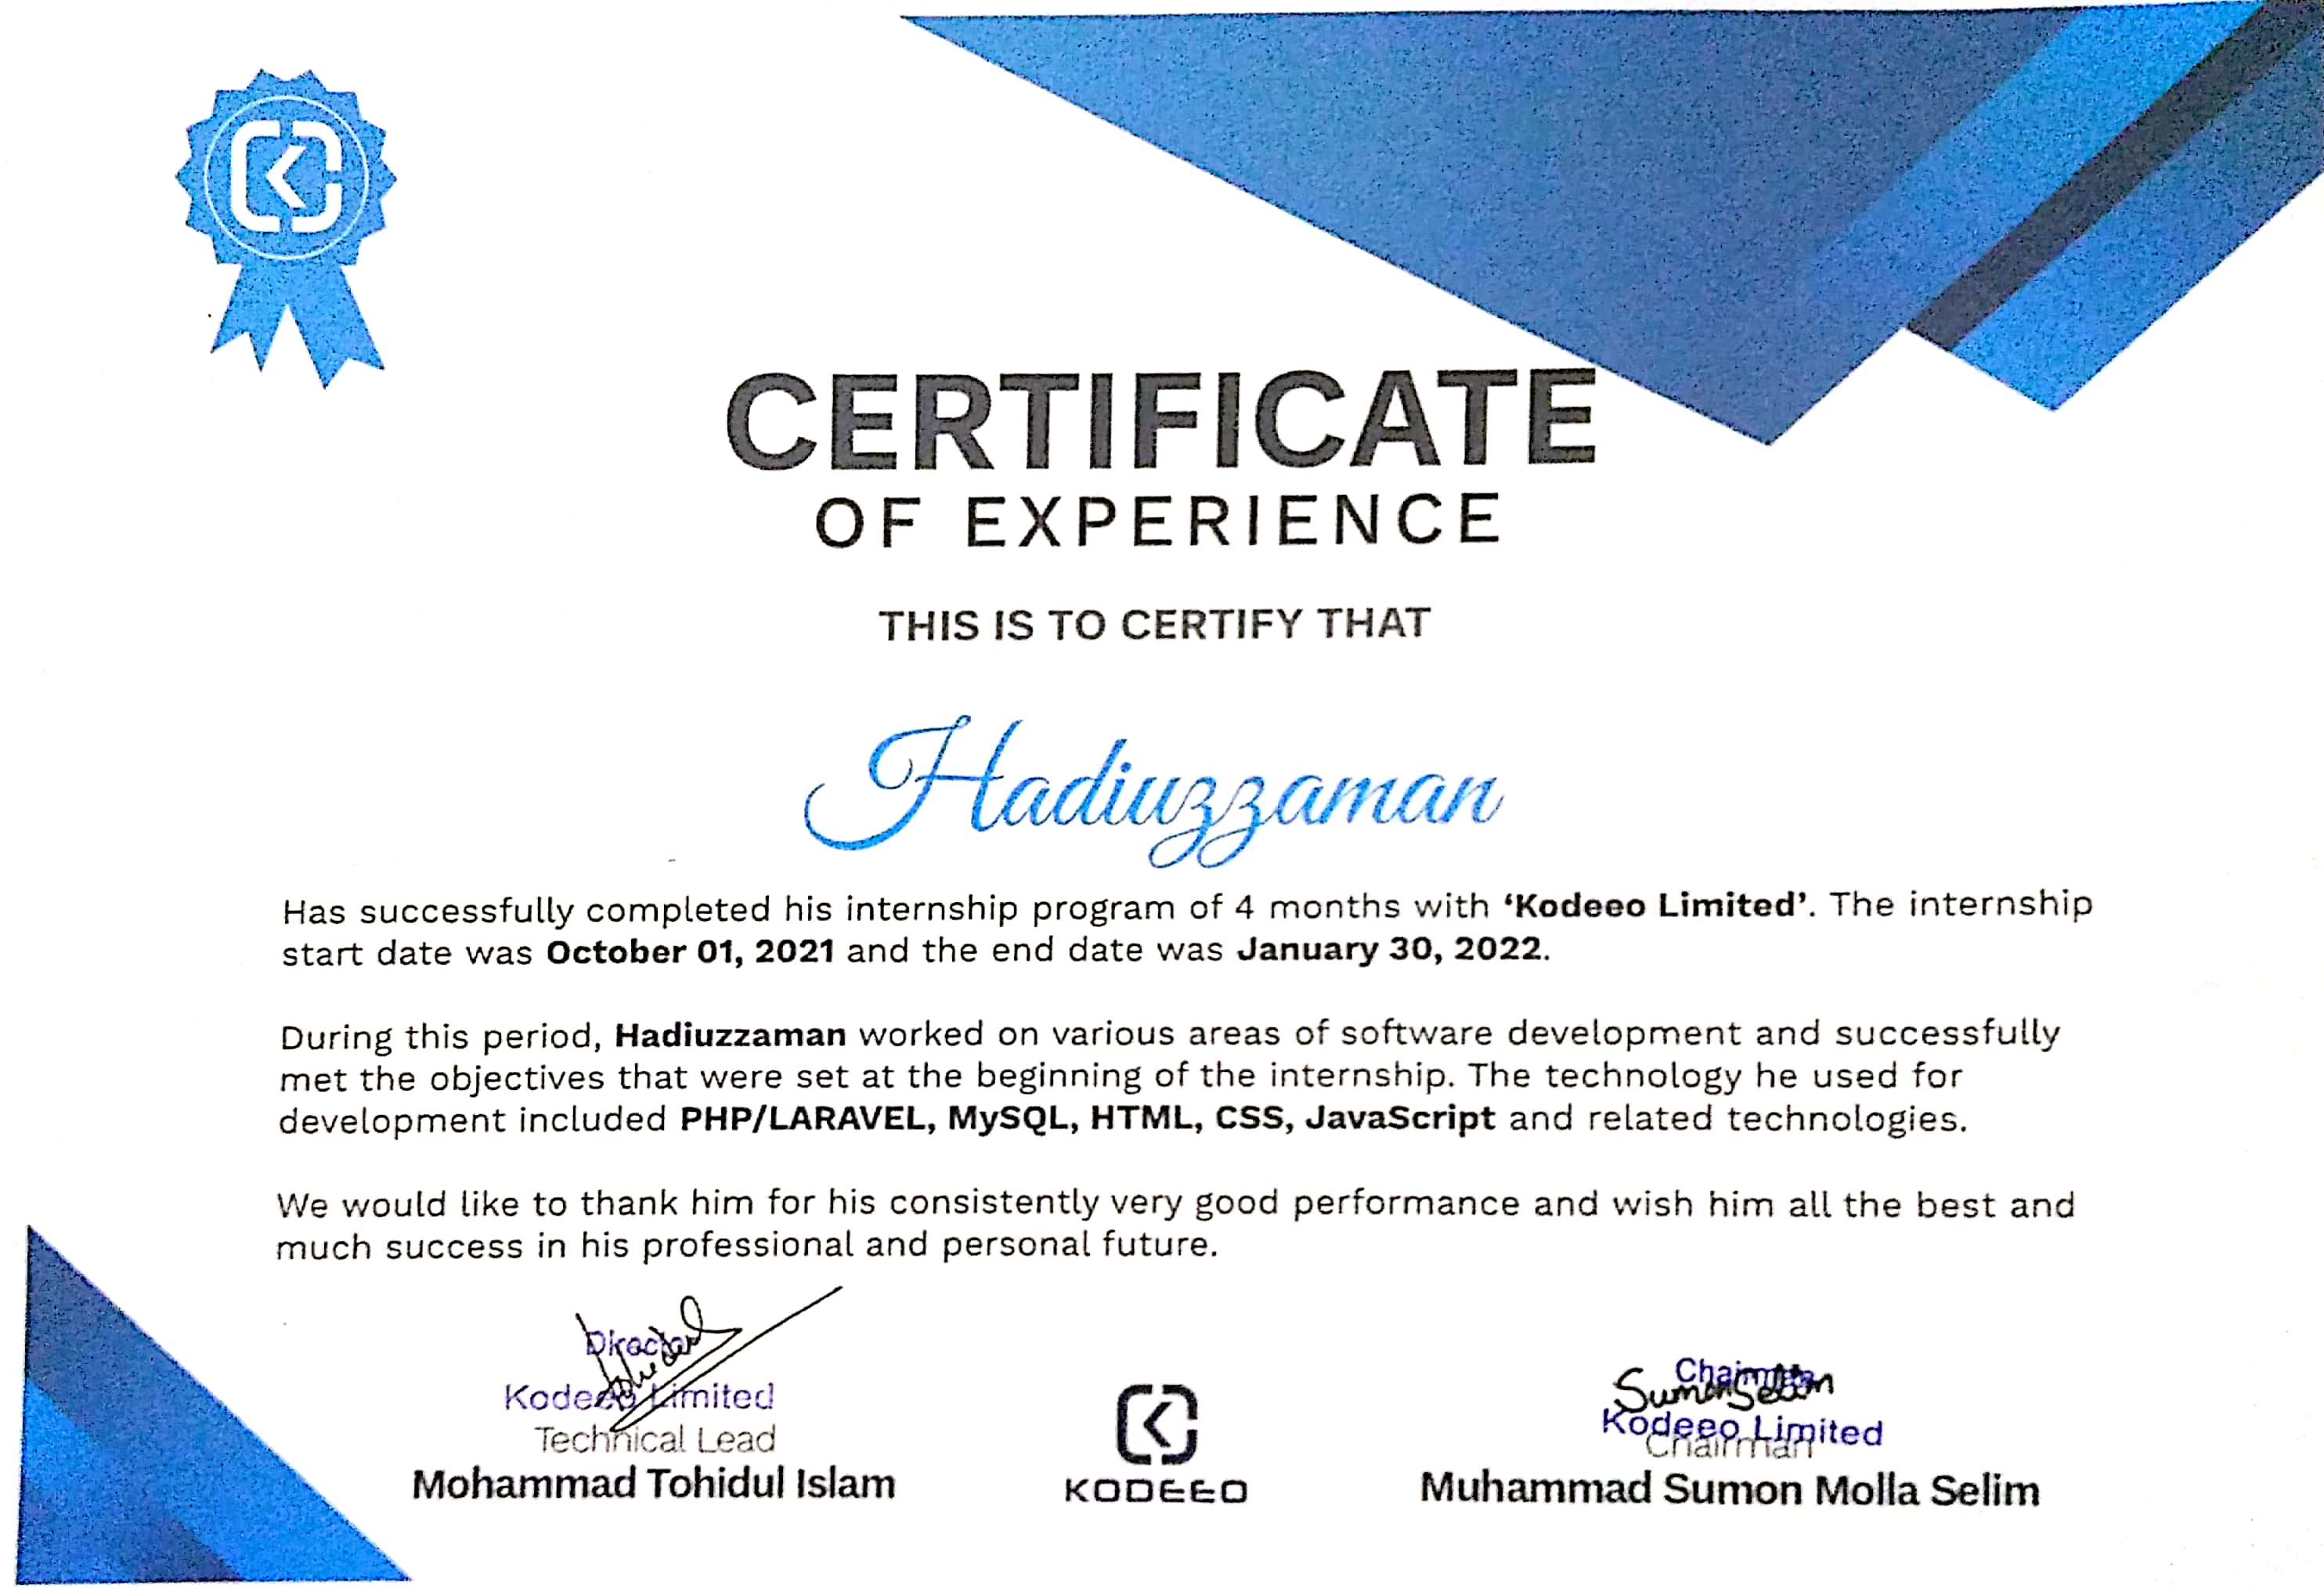 CERTIFICATE
OF EXPERIENCE
THIS IS TO CERTIFY THAT
Hadiuzzaman
Has successfully completed his internship program of 4 months with ‘Kodeeo Limited’. The internship
start date was October 01, 2021 and the end date was January 30, 2022.
During this period, Hadiuzzaman worked on various areas of software development and successfully
met the objectives that were set at the beginning of the internship. The technology he used for
development included PHP/LARAVEL, MySQL, HTML, CSS, JavaScript and related technologies.
We would like to thank him for his consistently very good performance and wish him all the best and
much success in his professional and personal future.
Director
Tohidul
Kodeeo Limited
Technical Lead
Mohammad Tohidul Islam
KODEEO
Chairman
Sumon Selim
Kodeeo Limited
Chairman
Muhammad Sumon Molla Selim